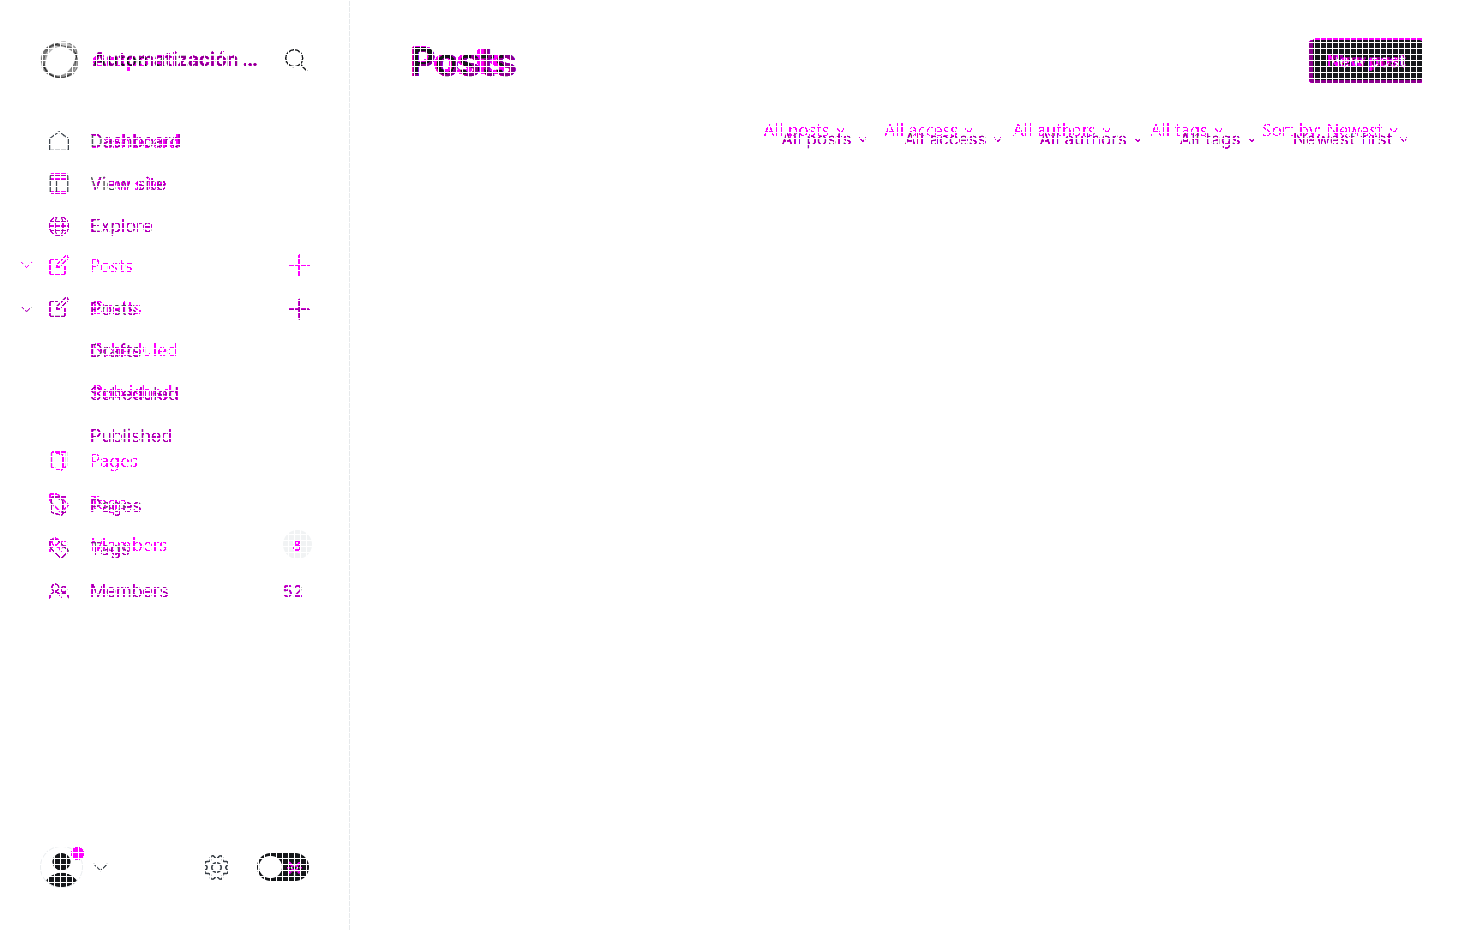 Automatización ...
Posts
New post
All posts All access All authors All tags Sort by: Newest
All posts All access All authors All tags Newest first
Dashboard
View site
Explore
Posts
Posts
Drafts
Scheduled
Published
Pages
Pages
Tags
Members
Members 52